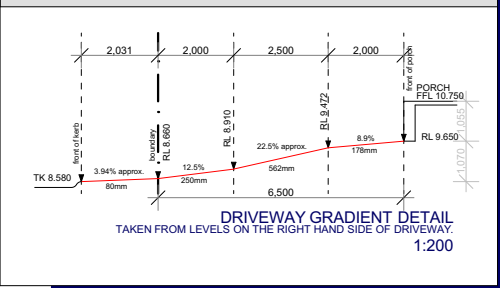 2,031
2,000
2,500
2,000
front of porch
PORCH
FFL 10.750
front of kerb
boundary
RL 8.660
RL 8.910
RL 9.472
RL 9.650
1,055
1,070
TK 8.580
3.94% approx.
80mm
12.5%
250mm
22.5% approx.
562mm
8.9%
178mm
6,500
DRIVEWAY GRADIENT DETAIL
TAKEN FROM LEVELS ON THE RIGHT HAND SIDE OF DRIVEWAY.
1:200